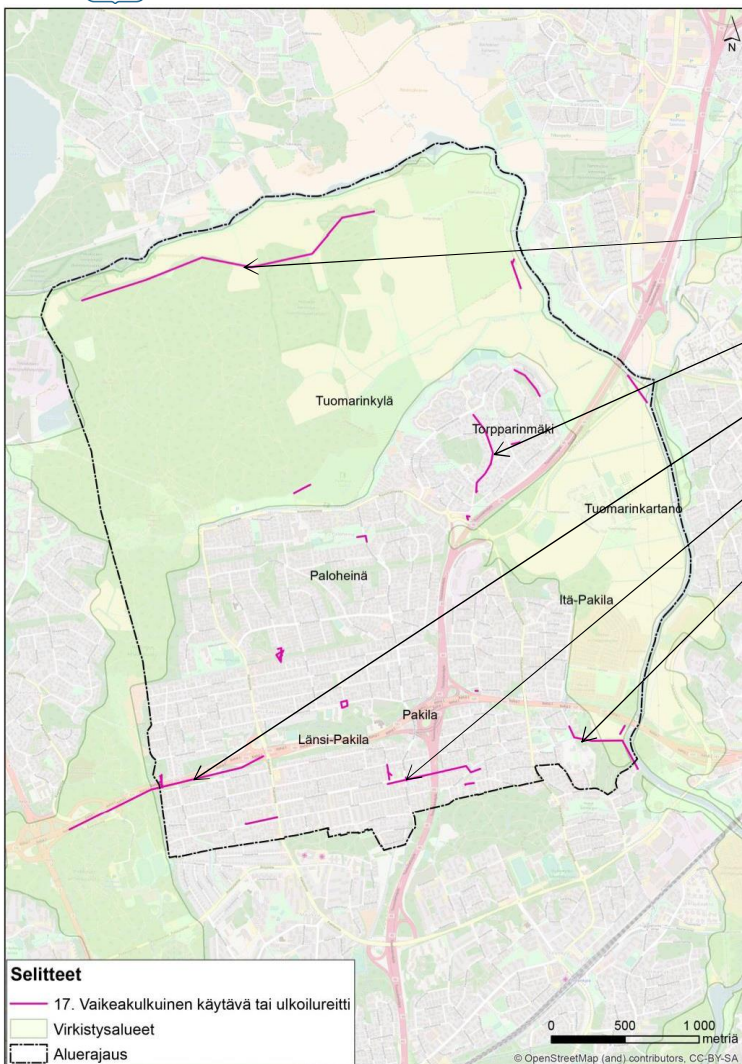 N
Tuomarinkylä
Torpparinmäki
Tuomarinkartano
Paloheinä
Itä-Pakila
Pakila
Länsi-Pakila
Selitteet
17. Vaikeakulkuinen käytävä tai ulkoilureitti
Virkistysalueet
Aluerajaus
0 500 1 000
metriä
© OpenStreetMap (and) contributors, CC-BY-SA